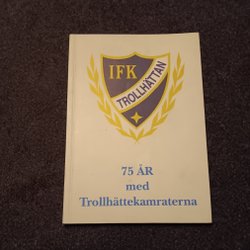 IFK
TROLLHÄTTAN
75 ÅR
med
Trollhättekamraterna